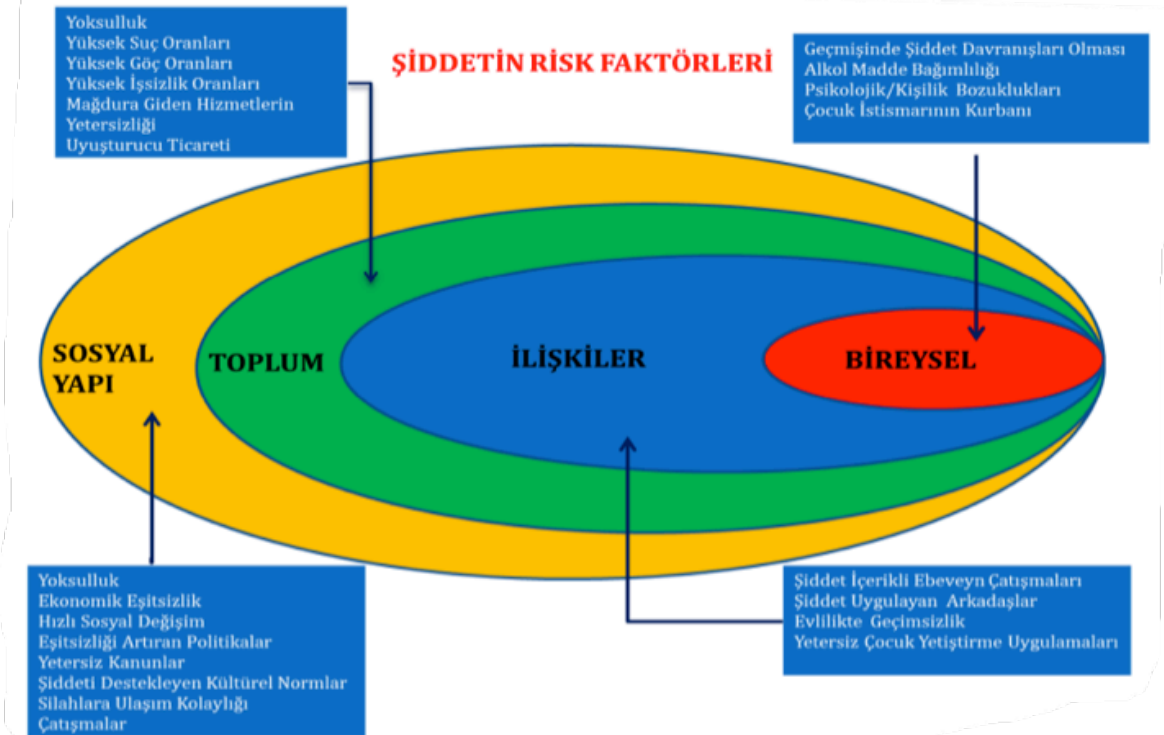 Yoksulluk
Yüksek Suç Oranları
Yüksek Göç Oranları
Yüksek İşsizlik Oranları
Mağdura Giden Hizmetlerin
Yetersizliği
Uyuşturucu Ticareti
ŞİDDETİN RİSK FAKTÖRLERİ
Geçmişinde Şiddet Davranışları Olması
Alkol Madde Bağımlılığı
Psikolojik/Kişilik Bozuklukları
Çocuk İstismarının Kurbanı
SOSYAL
YAPI
TOPLUM
İLİŞKİLER
BİREYSEL
Yoksulluk
Ekonomik Eşitsizlik
Hızlı Sosyal Değişim
Eşitsizliği Artıran Politikalar
Yetersiz Kanunlar
Şiddeti Destekleyen Kültürel Normlar
Silahlara Ulaşım Kolaylığı
Çatışmalar
Şiddet İçerikli Ebeveyn Çatışmaları
Şiddet Uygulayan Arkadaşlar
Evlilikte Geçimsizlik
Yetersiz Çocuk Yetiştirme Uygulamaları